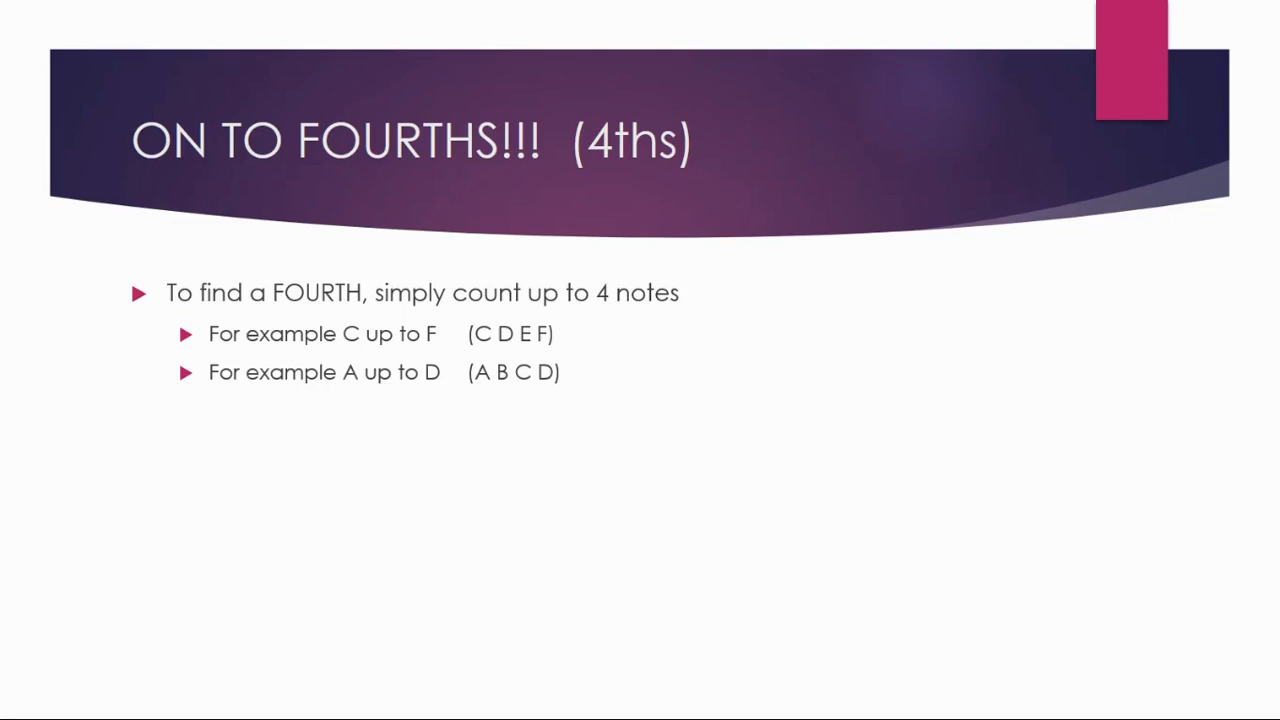 ON TO FOURTHS!!! (4ths)
To find a FOURTH, simply count up to 4 notes
For example C up to F (C D E F)
For example A up to D (A B C D)